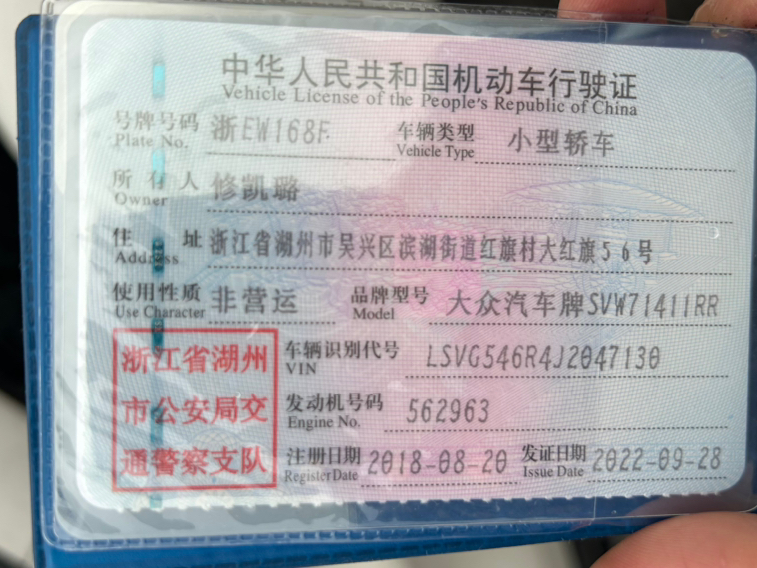 中华人民共和国机动车行驶证
Vehicle License of the People's Republic of China
号牌号码 浙EW168F 车辆类型 小型轿车
Plate No. Vehicle Type
所有人 修凯璐
Owner
住址 浙江省湖州市吴兴区滨湖街道红旗村大红旗56号
Address
使用性质 非营运 品牌型号 大众汽车牌SVW71411RR
Use Character Model
浙江省湖州
市公安局交
通警察支队
车辆识别代号 LSVG546R4J2047130
VIN
发动机号码 562963
Engine No.
注册日期 2018-08-20 发证日期 2022-09-28
Register Date Issue Date